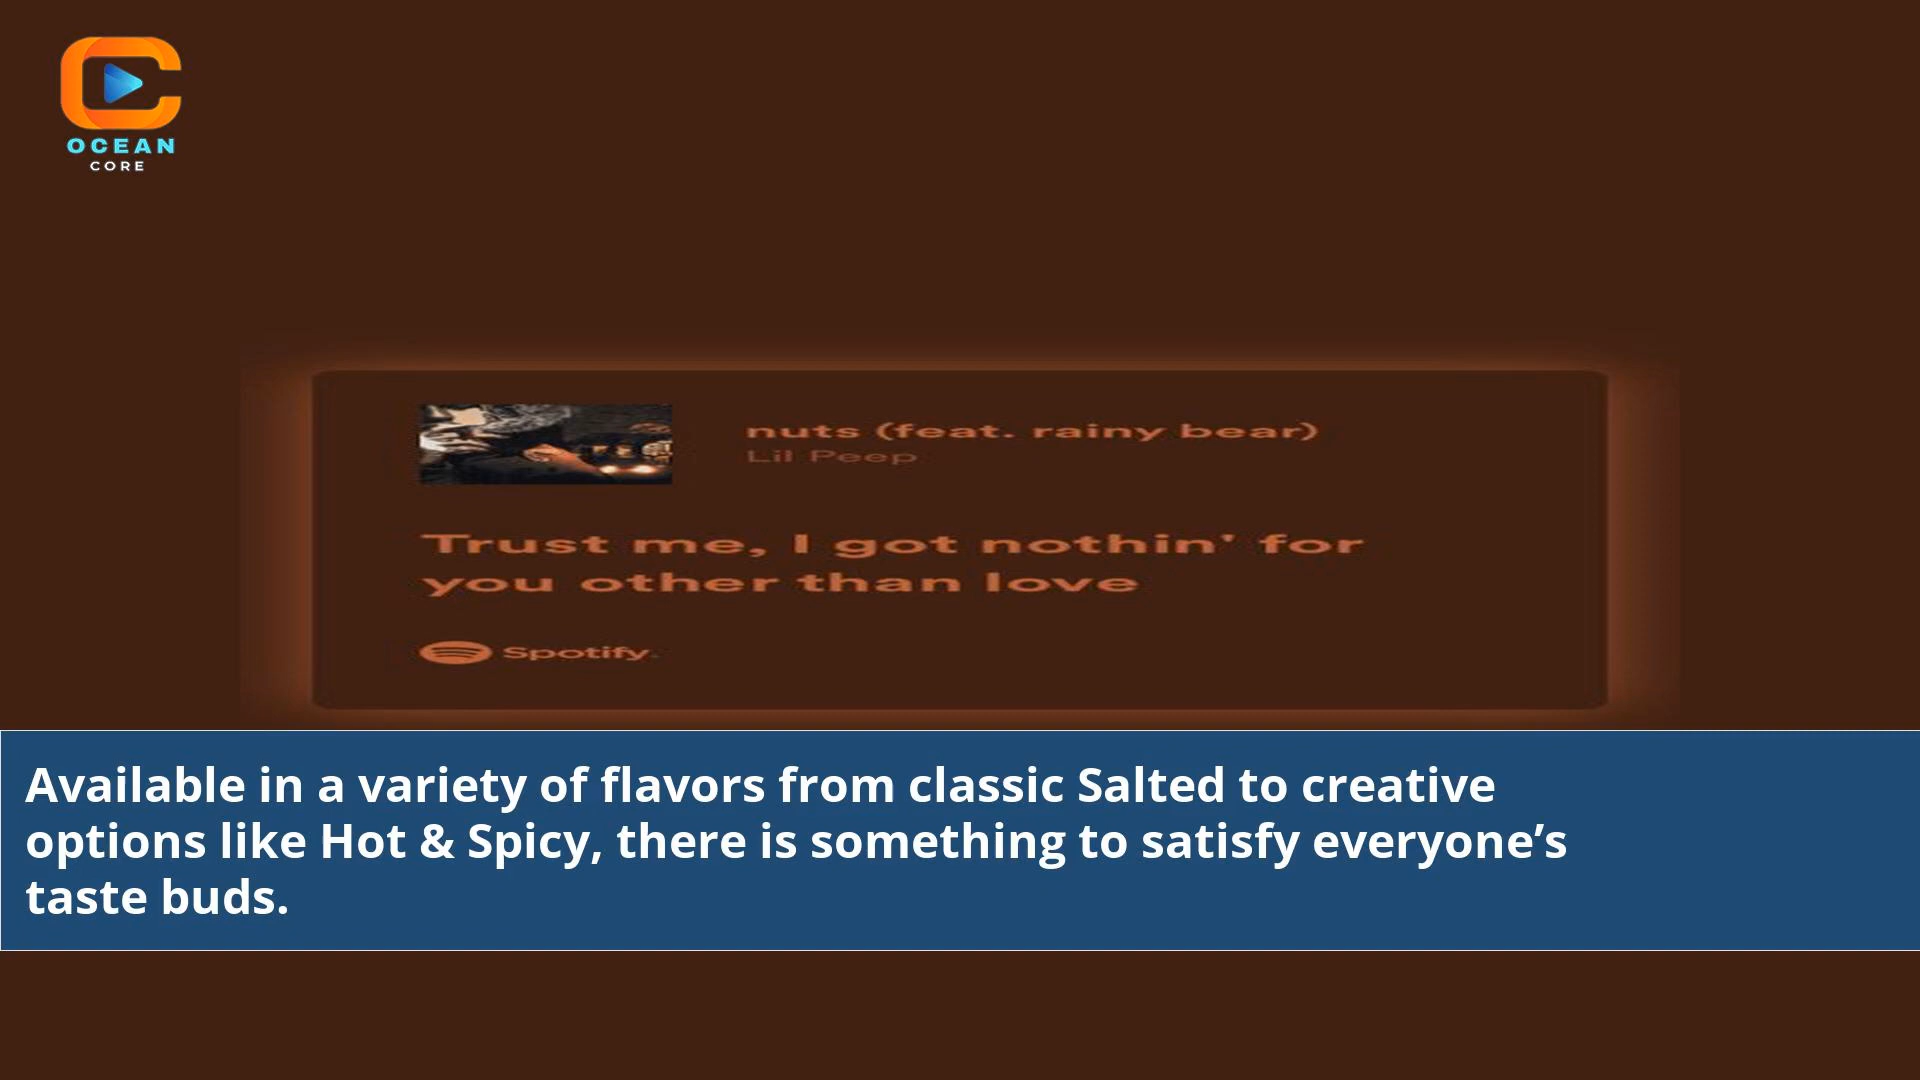 OCEAN
CORE
nuts (feat. rainy bear)
Lil Peep
Trust me, I got nothin' for
you other than love
Spotify
Available in a variety of flavors from classic Salted to creative
options like Hot & Spicy, there is something to satisfy everyone’s
taste buds.